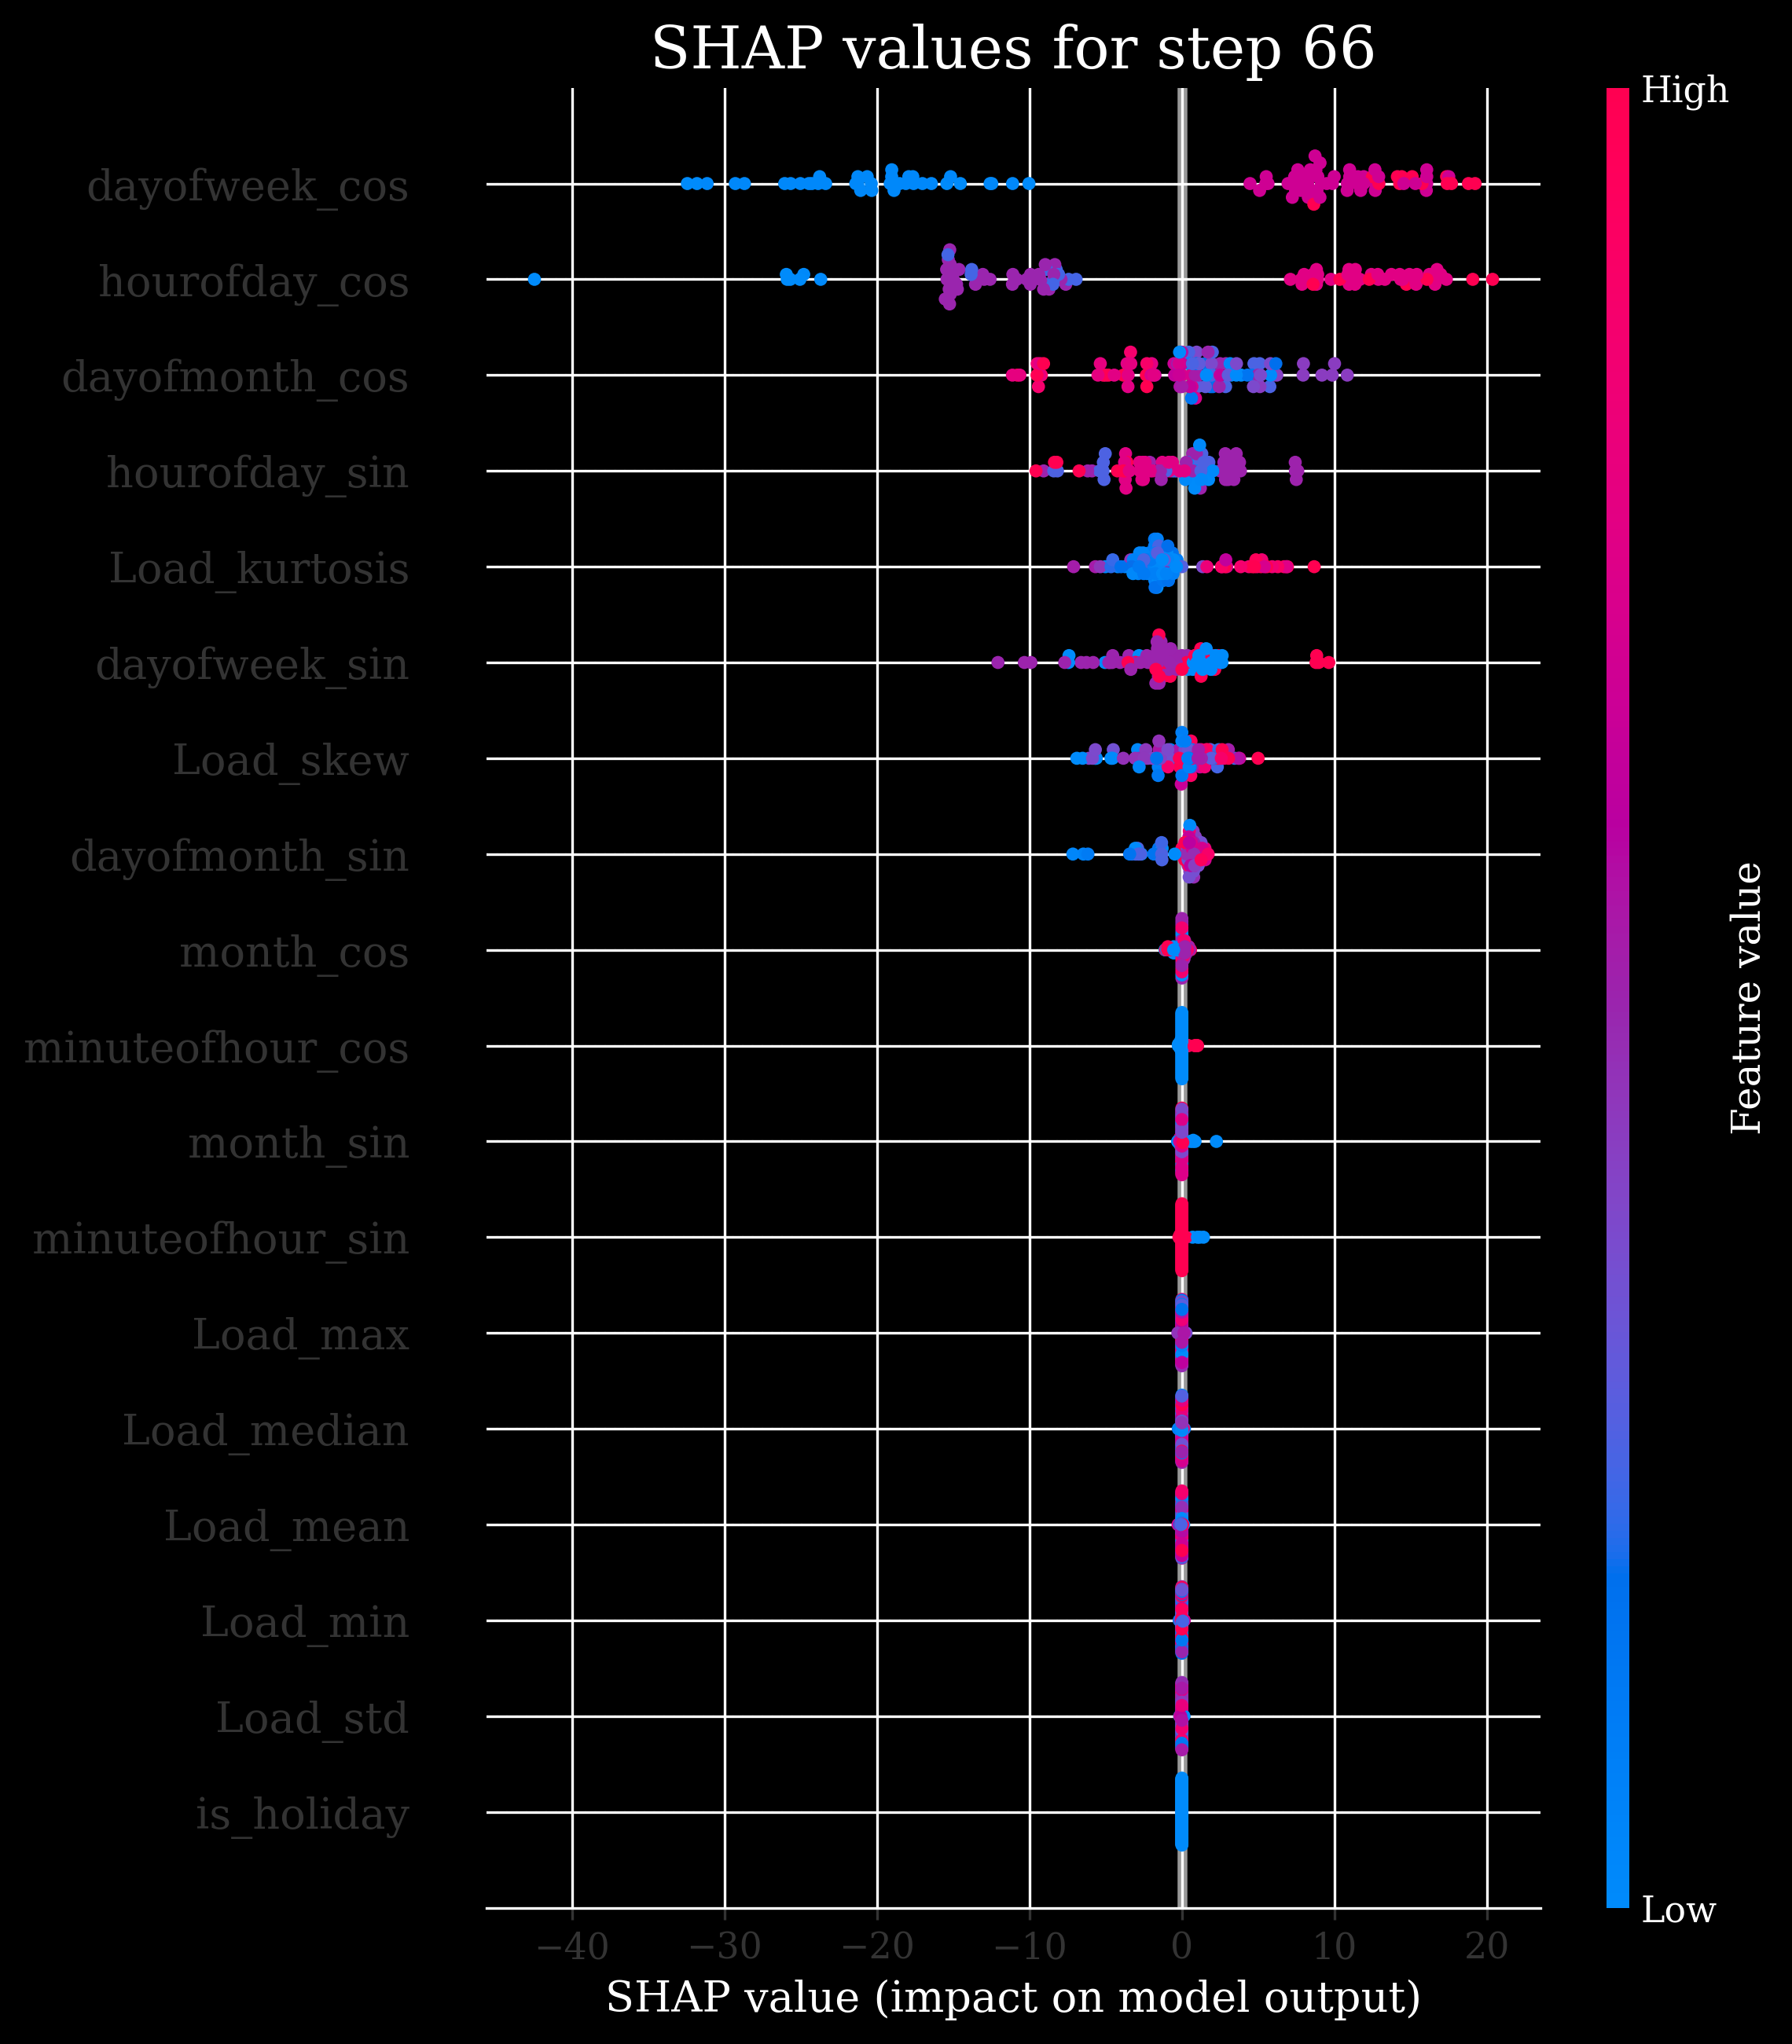 SHAP values for step 66
High
dayofweek_cos
hourofday_cos
dayofmonth_cos
hourofday_sin
Load_kurtosis
dayofweek_sin
Load_skew
dayofmonth_sin
month_cos
minuteofhour_cos
month_sin
minuteofhour_sin
Load_max
Load_median
Load_mean
Load_min
Load_std
is_holiday
Feature value
Low
−40 −30 −20 −10 0 10 20
SHAP value (impact on model output)